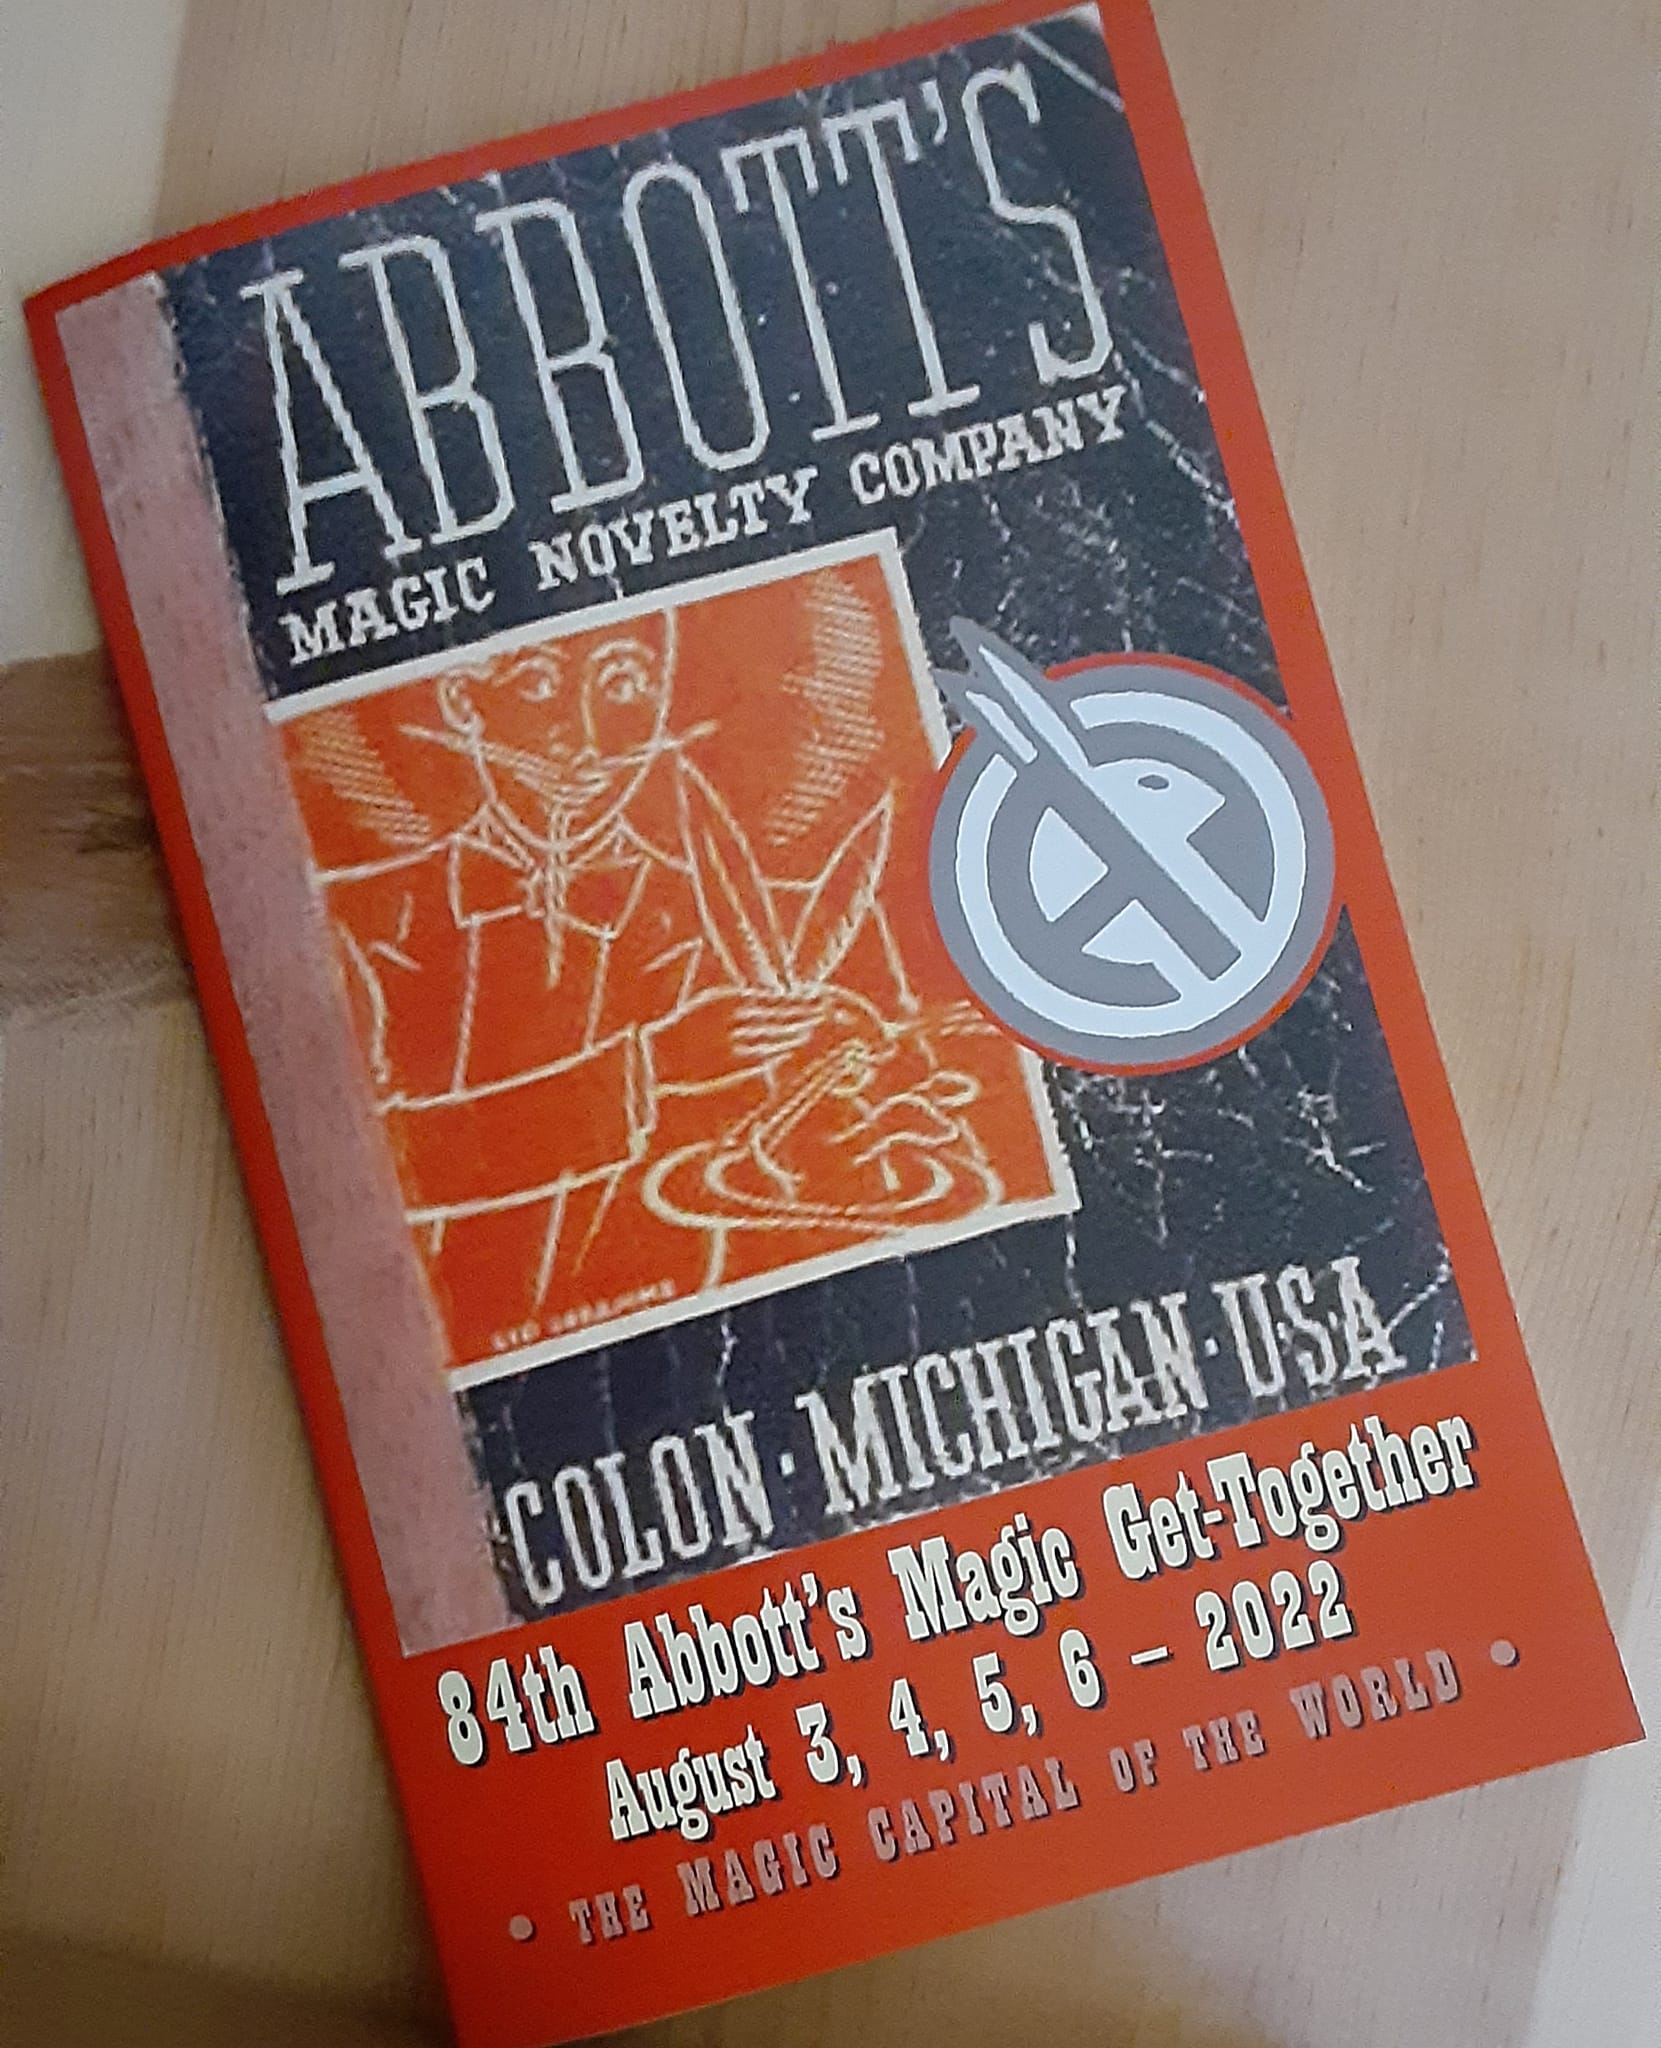 ABBOTT'S
MAGIC NOVELTY COMPANY
COLON · MICHIGAN · USA
84th Abbott's Magic Get-Together
August 3, 4, 5, 6 – 2022
• THE MAGIC CAPITAL OF THE WORLD •